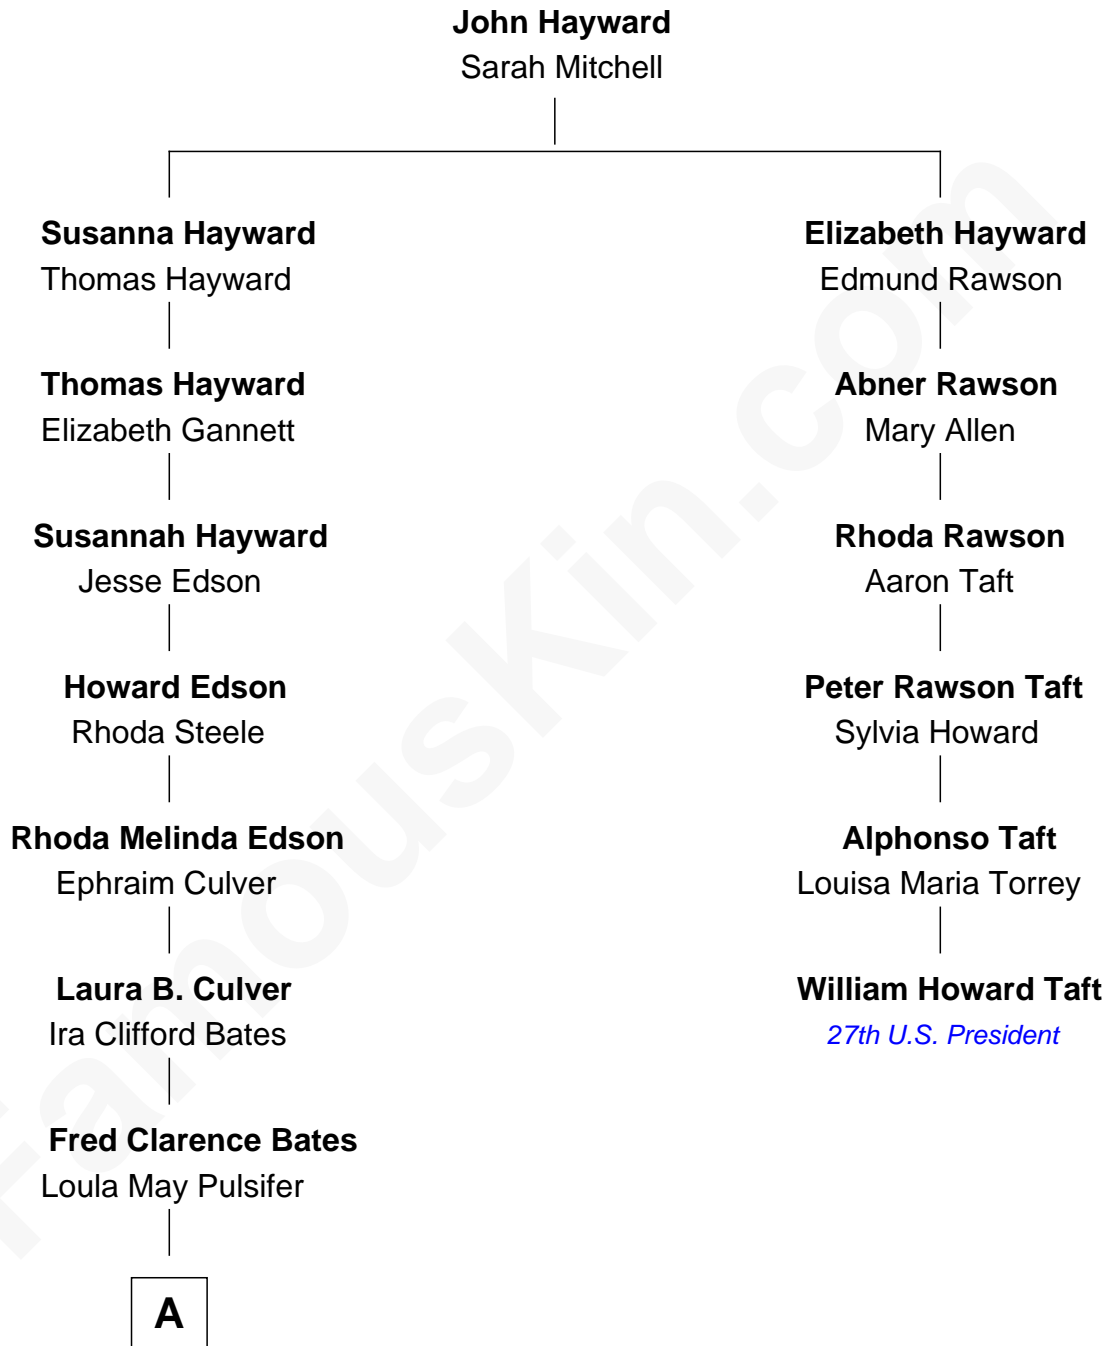 John Hayward
Sarah Mitchell
Susanna Hayward
Thomas Hayward
Elizabeth Hayward
Edmund Rawson
Thomas Hayward
Elizabeth Gannett
Abner Rawson
Mary Allen
Susannah Hayward
Jesse Edson
Rhoda Rawson
Aaron Taft
Howard Edson
Rhoda Steele
Peter Rawson Taft
Sylvia Howard
Rhoda Melinda Edson
Ephraim Culver
Alphonso Taft
Louisa Maria Torrey
Laura B. Culver
Ira Clifford Bates
William Howard Taft
27th U.S. President
Fred Clarence Bates
Loula May Pulsifer
A
FamousKin.com